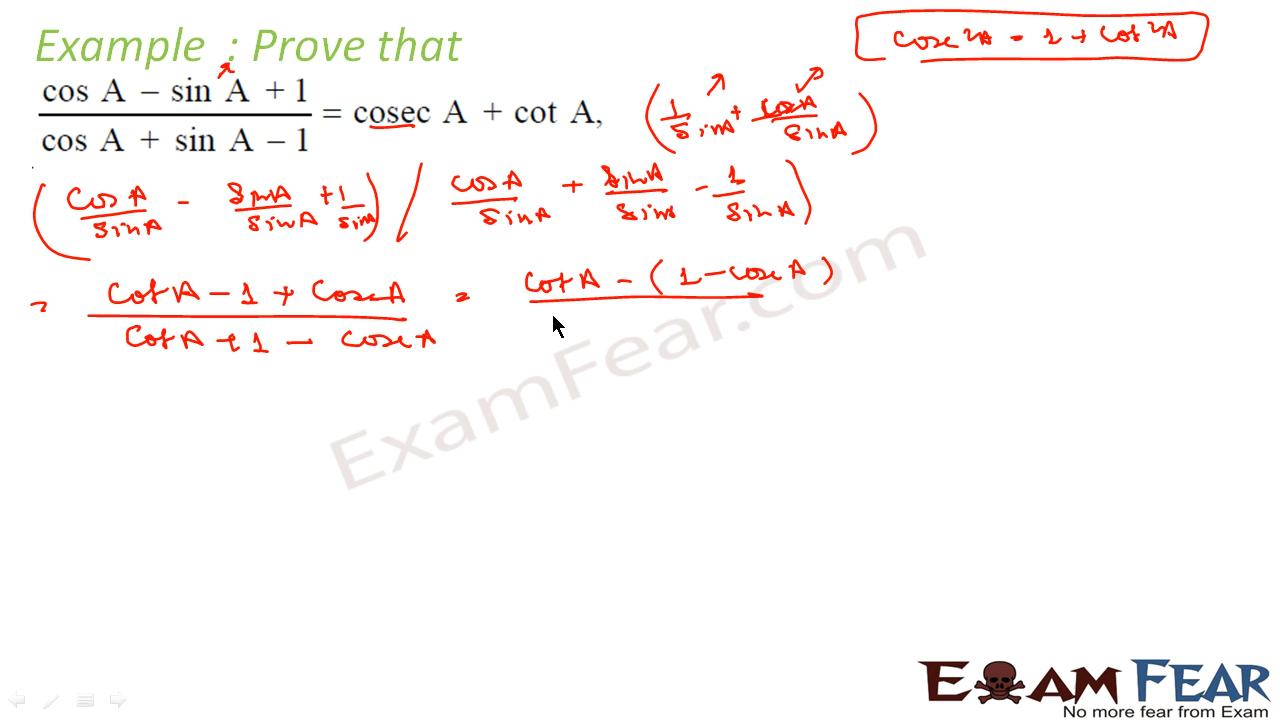 Example : Prove that
cosec²A = 1 + cot²A
cos A − sin A + 1 / cos A + sin A − 1 = cosec A + cot A,
(1/sinA + cosA/sinA)
(cosA/sinA − sinA/sinA + 1/sinA) / (cosA/sinA + sinA/sinA − 1/sinA)
= cotA − 1 + cosecA / cotA + 1 − cosecA = cotA − (1 − cosecA)
ExamFear.com
EXAM FEAR
No more fear from Exam